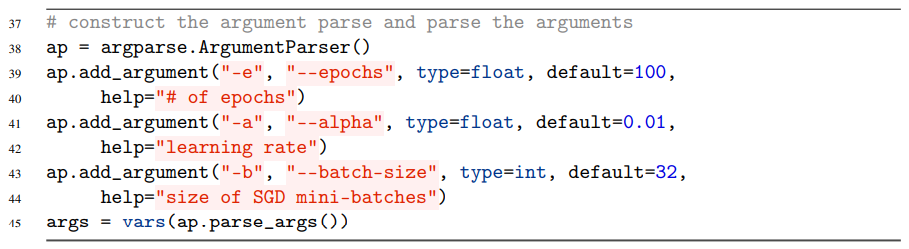 37 # construct the argument parse and parse the arguments
38 ap = argparse.ArgumentParser()
39 ap.add_argument("-e", "--epochs", type=float, default=100,
40     help="# of epochs")
41 ap.add_argument("-a", "--alpha", type=float, default=0.01,
42     help="learning rate")
43 ap.add_argument("-b", "--batch-size", type=int, default=32,
44     help="size of SGD mini-batches")
45 args = vars(ap.parse_args())